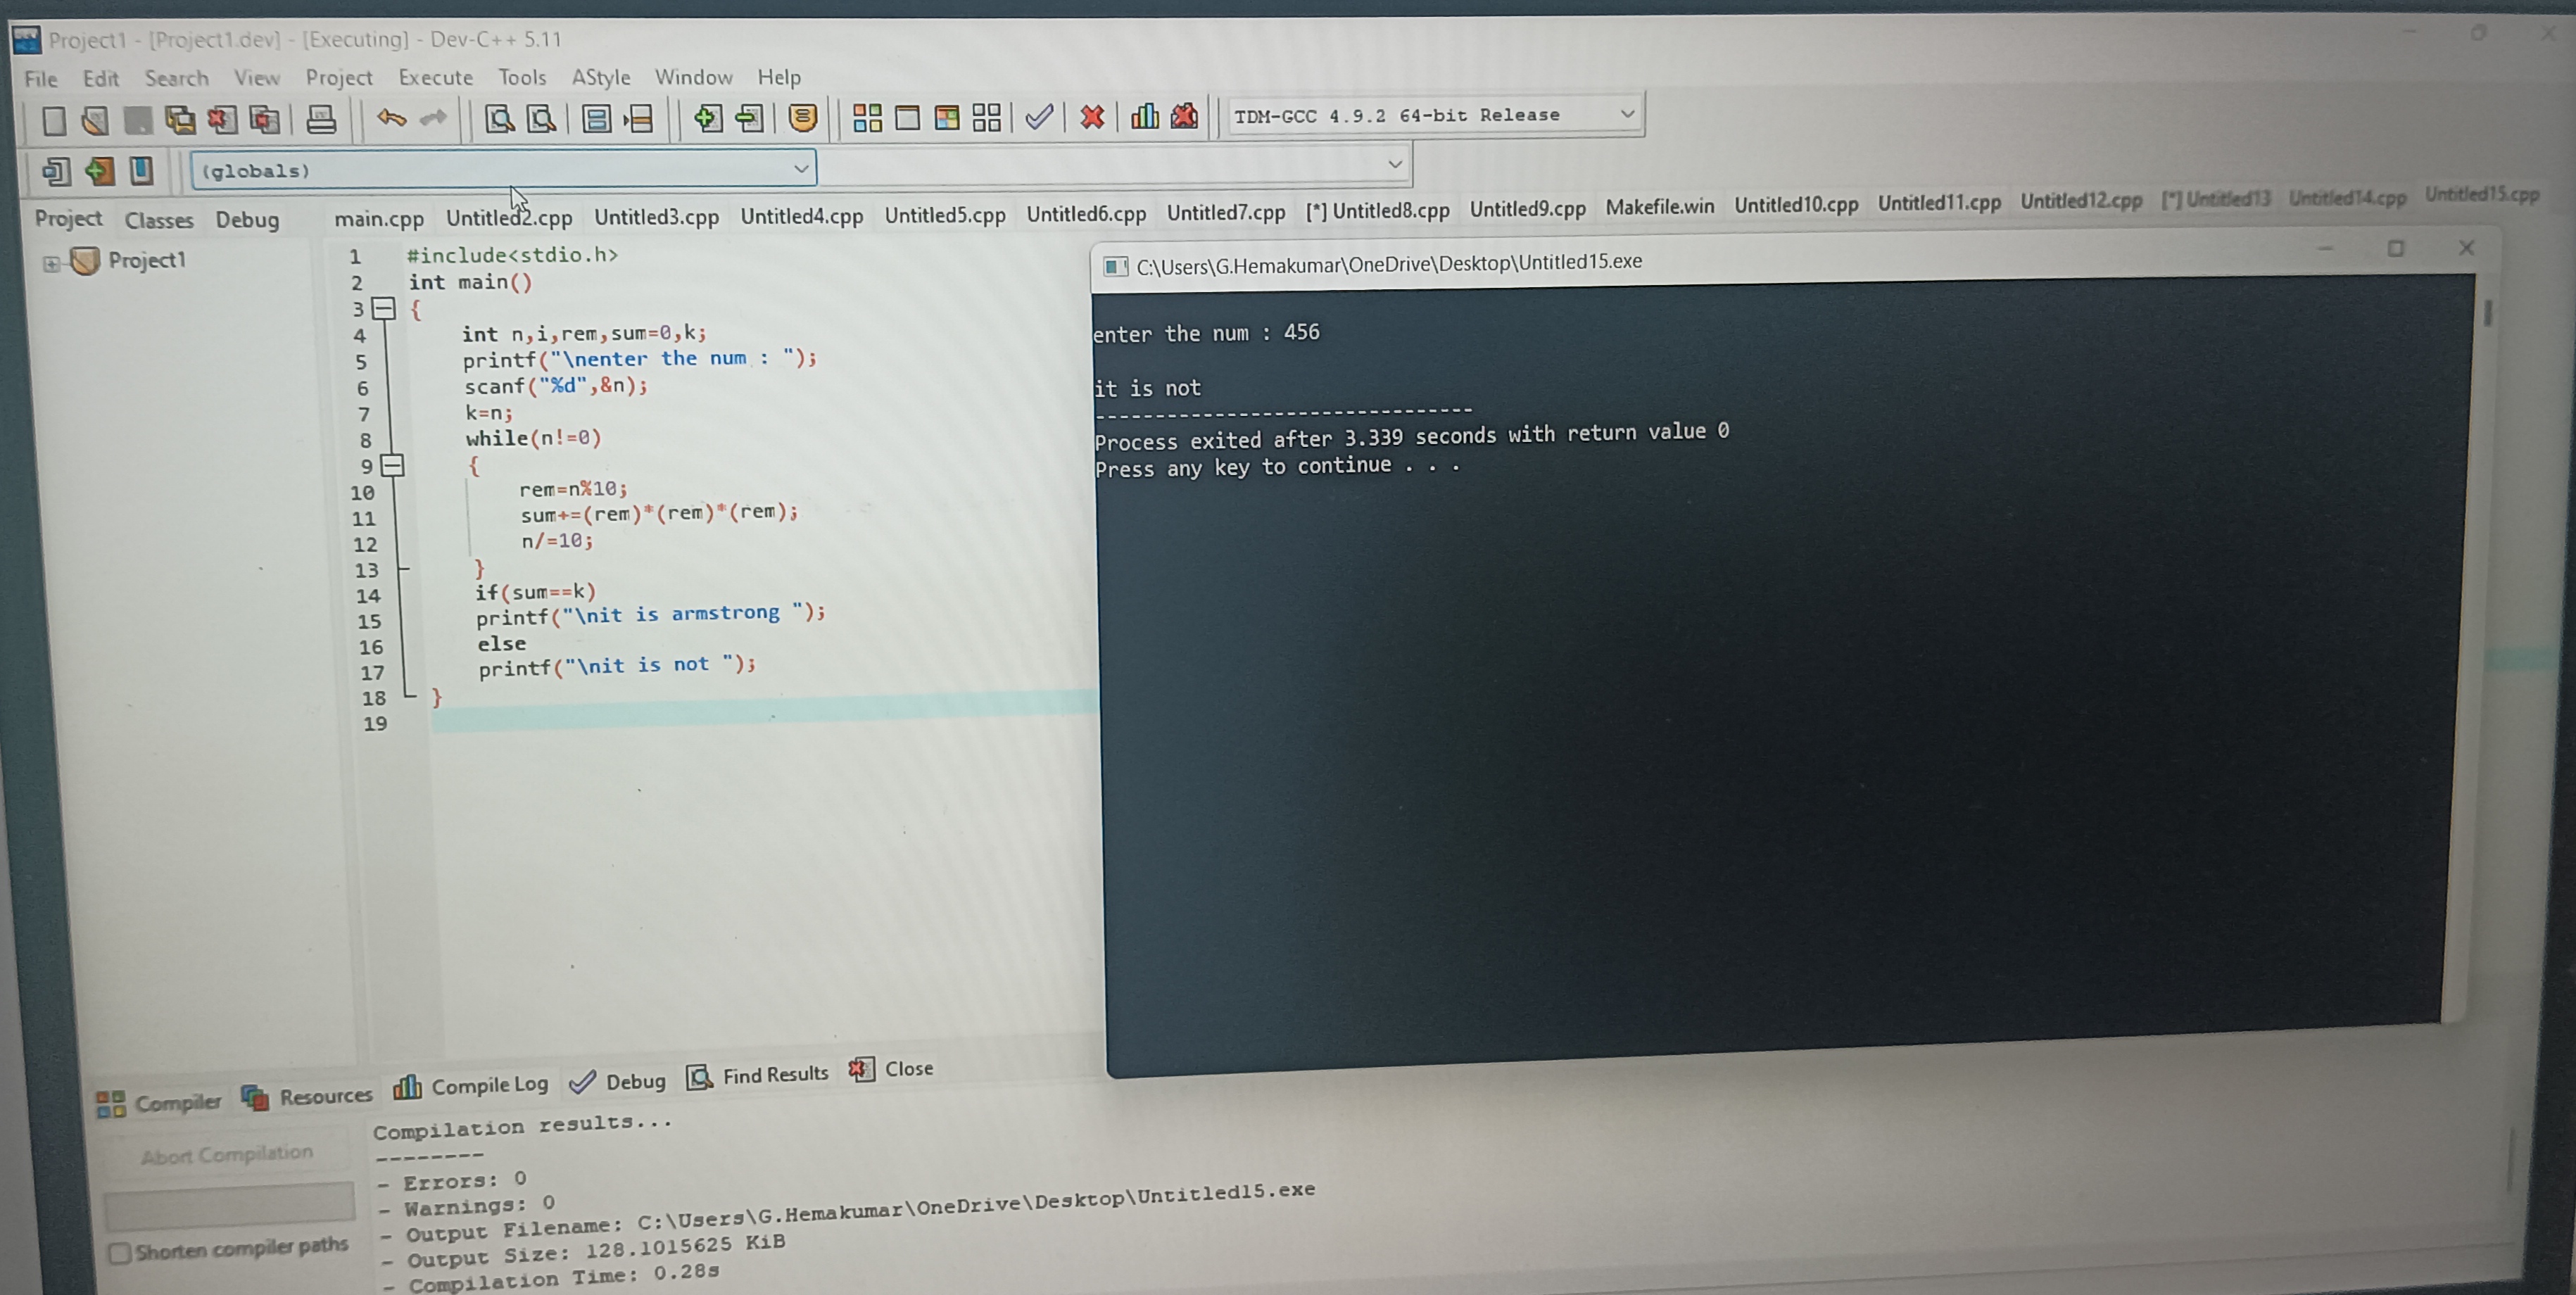 Project1 - [Project1.dev] - [Executing] - Dev-C++ 5.11
File Edit Search View Project Execute Tools AStyle Window Help
TDM-GCC 4.9.2 64-bit Release
(globals)
Project Classes Debug
main.cpp Untitled2.cpp Untitled3.cpp Untitled4.cpp Untitled5.cpp Untitled6.cpp Untitled7.cpp [*] Untitled8.cpp Untitled9.cpp Makefile.win Untitled10.cpp Untitled11.cpp Untitled12.cpp [*] Untitled13 Untitled14.cpp Untitled15.cpp
Project1
1 #include<stdio.h>
2 int main()
3 {
4 int n,i,rem,sum=0,k;
5 printf("\nenter the num : ");
6 scanf("%d",&n);
7 k=n;
8 while(n!=0)
9 {
10 rem=n%10;
11 sum+=(rem)*(rem)*(rem);
12 n/=10;
13 }
14 if(sum==k)
15 printf("\nit is armstrong ");
16 else
17 printf("\nit is not ");
18 }
19
C:\Users\G.Hemakumar\OneDrive\Desktop\Untitled15.exe
enter the num : 456
it is not
--------------------------------
Process exited after 3.339 seconds with return value 0
Press any key to continue . . .
Compiler Resources Compile Log Debug Find Results Close
Abort Compilation
Shorten compiler paths
Compilation results...
--------
- Errors: 0
- Warnings: 0
- Output Filename: C:\Users\G.Hemakumar\OneDrive\Desktop\Untitled15.exe
- Output Size: 128.1015625 KiB
- Compilation Time: 0.28s